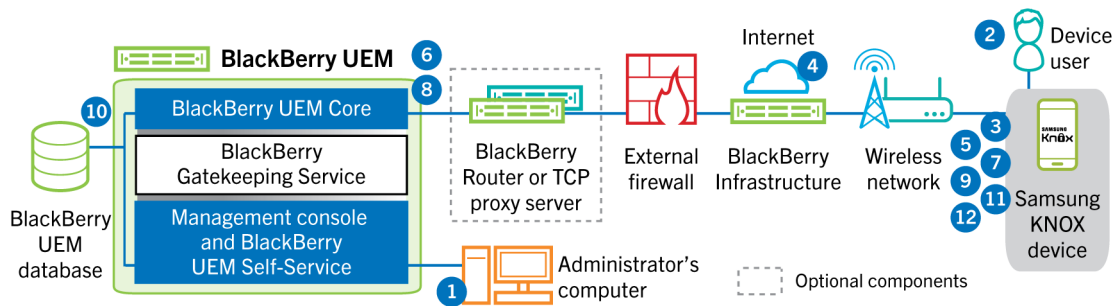 BlackBerry UEM
6
8
10
BlackBerry UEM Core
BlackBerry
Gatekeeping Service
Management console
and BlackBerry
UEM Self-Service
BlackBerry
UEM
database
1
Administrator's
computer
BlackBerry
Router or TCP
proxy server
External
firewall
Internet
4
BlackBerry
Infrastructure
Wireless
network
2
Device
user
3
5
7
9
11
12
SAMSUNG
Knox
Samsung
KNOX
device
Optional components